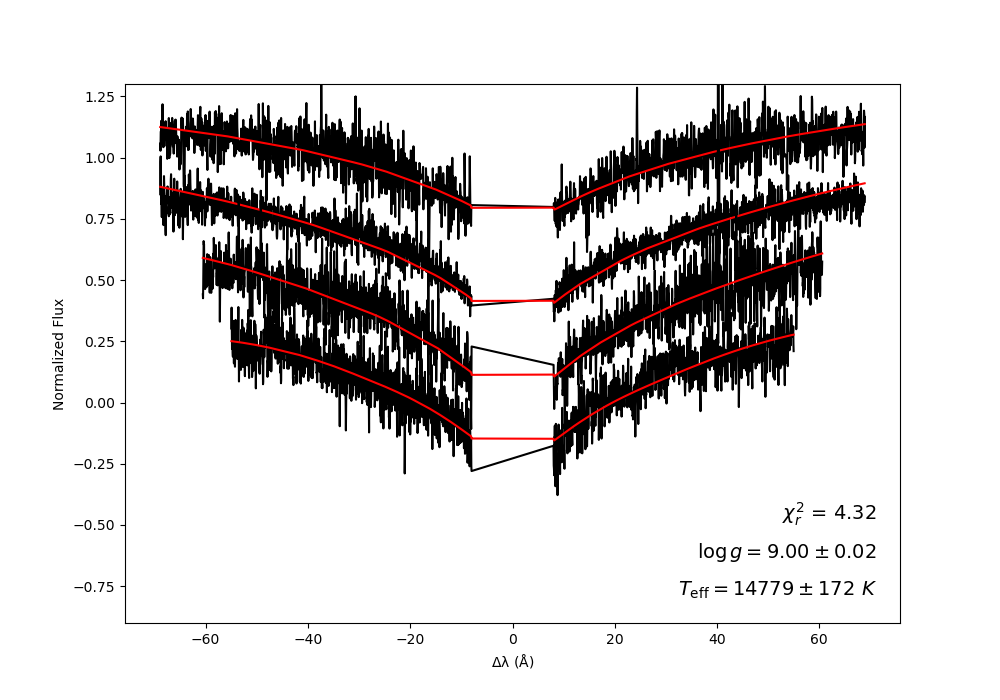 1.25
1.00
0.75
0.50
0.25
0.00
−0.25
−0.50
−0.75
Normalized Flux
χ²ᵣ = 4.32
log g = 9.00 ± 0.02
T_eff = 14779 ± 172 K
−60 −40 −20 0 20 40 60
Δλ (Å)